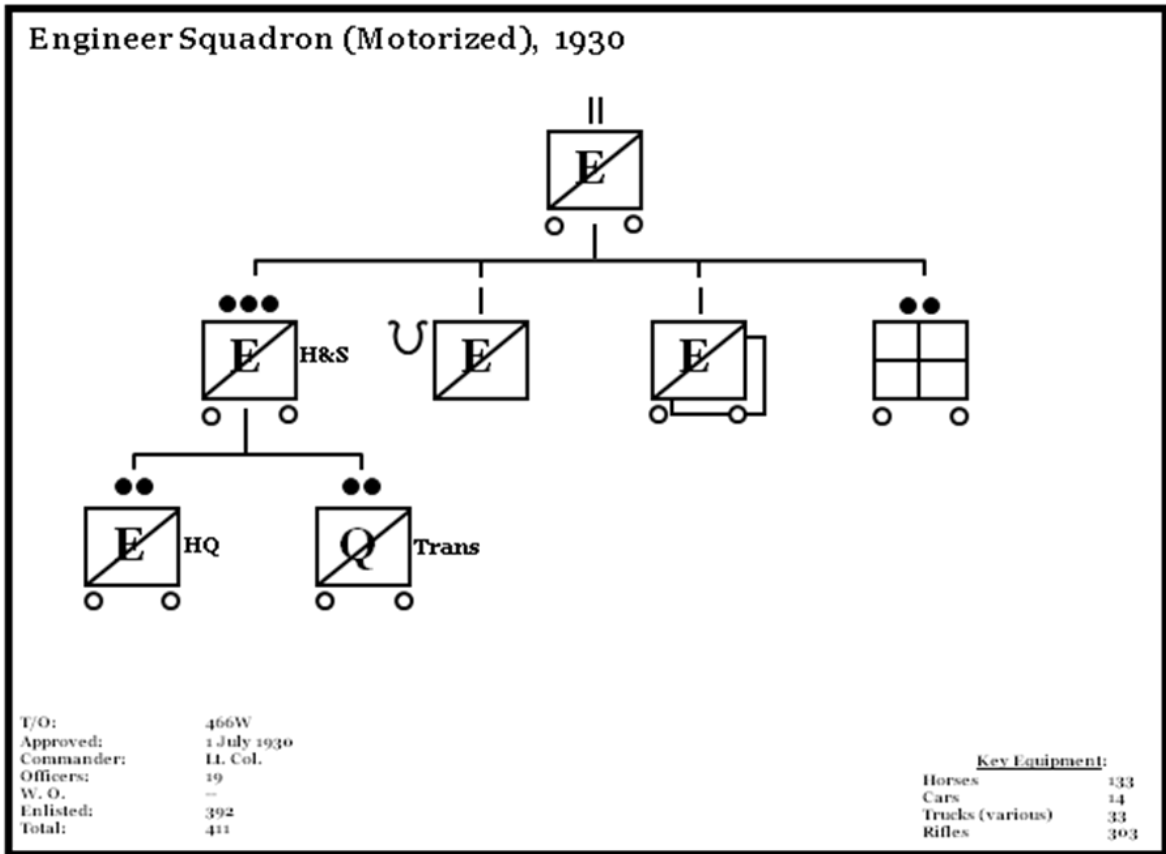 Engineer Squadron (Motorized), 1930
E
E H&S
E
E
E HQ
Q Trans
T/O: 466W
Approved: 1 July 1930
Commander: Lt. Col.
Officers: 19
W. O. --
Enlisted: 392
Total: 411
Key Equipment:
Horses 133
Cars 14
Trucks (various) 33
Rifles 303